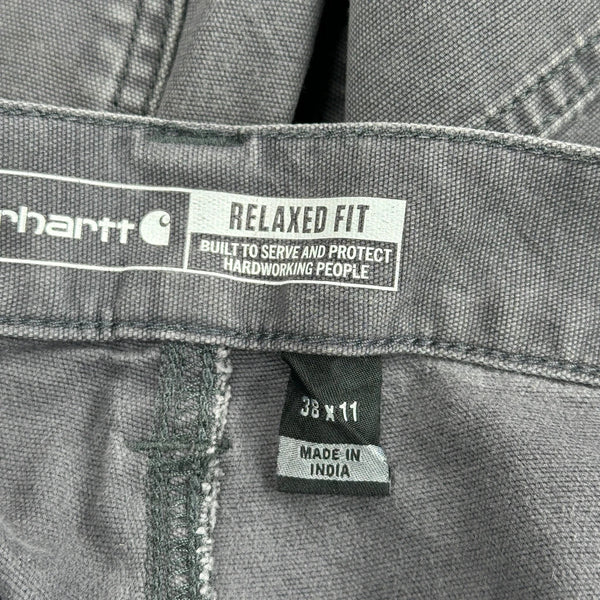 rhartt
RELAXED FIT
BUILT TO SERVE AND PROTECT
HARDWORKING PEOPLE
38 x 11
MADE IN
INDIA